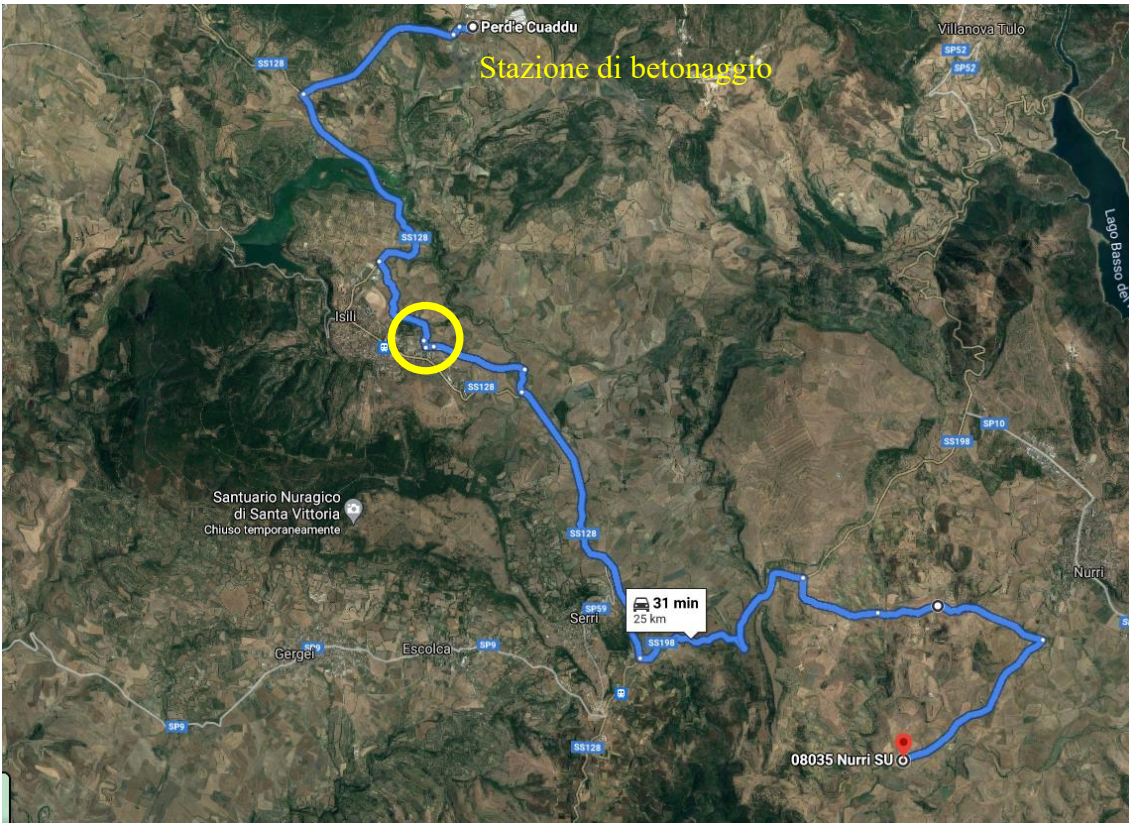 Perd'e Cuaddu
Villanova Tulo
Stazione di betonaggio
SP52
SS128
SP52
Lago Basso del
SS128
Isili
SS128
SP10
SS198
Santuario Nuragico
di Santa Vittoria
Chiuso temporaneamente
SS128
Nurri
31 min
25 km
SP59
Serri
SS198
SP9
Gergei
Escolca
SP9
SP9
SS128
08035 Nurri SU